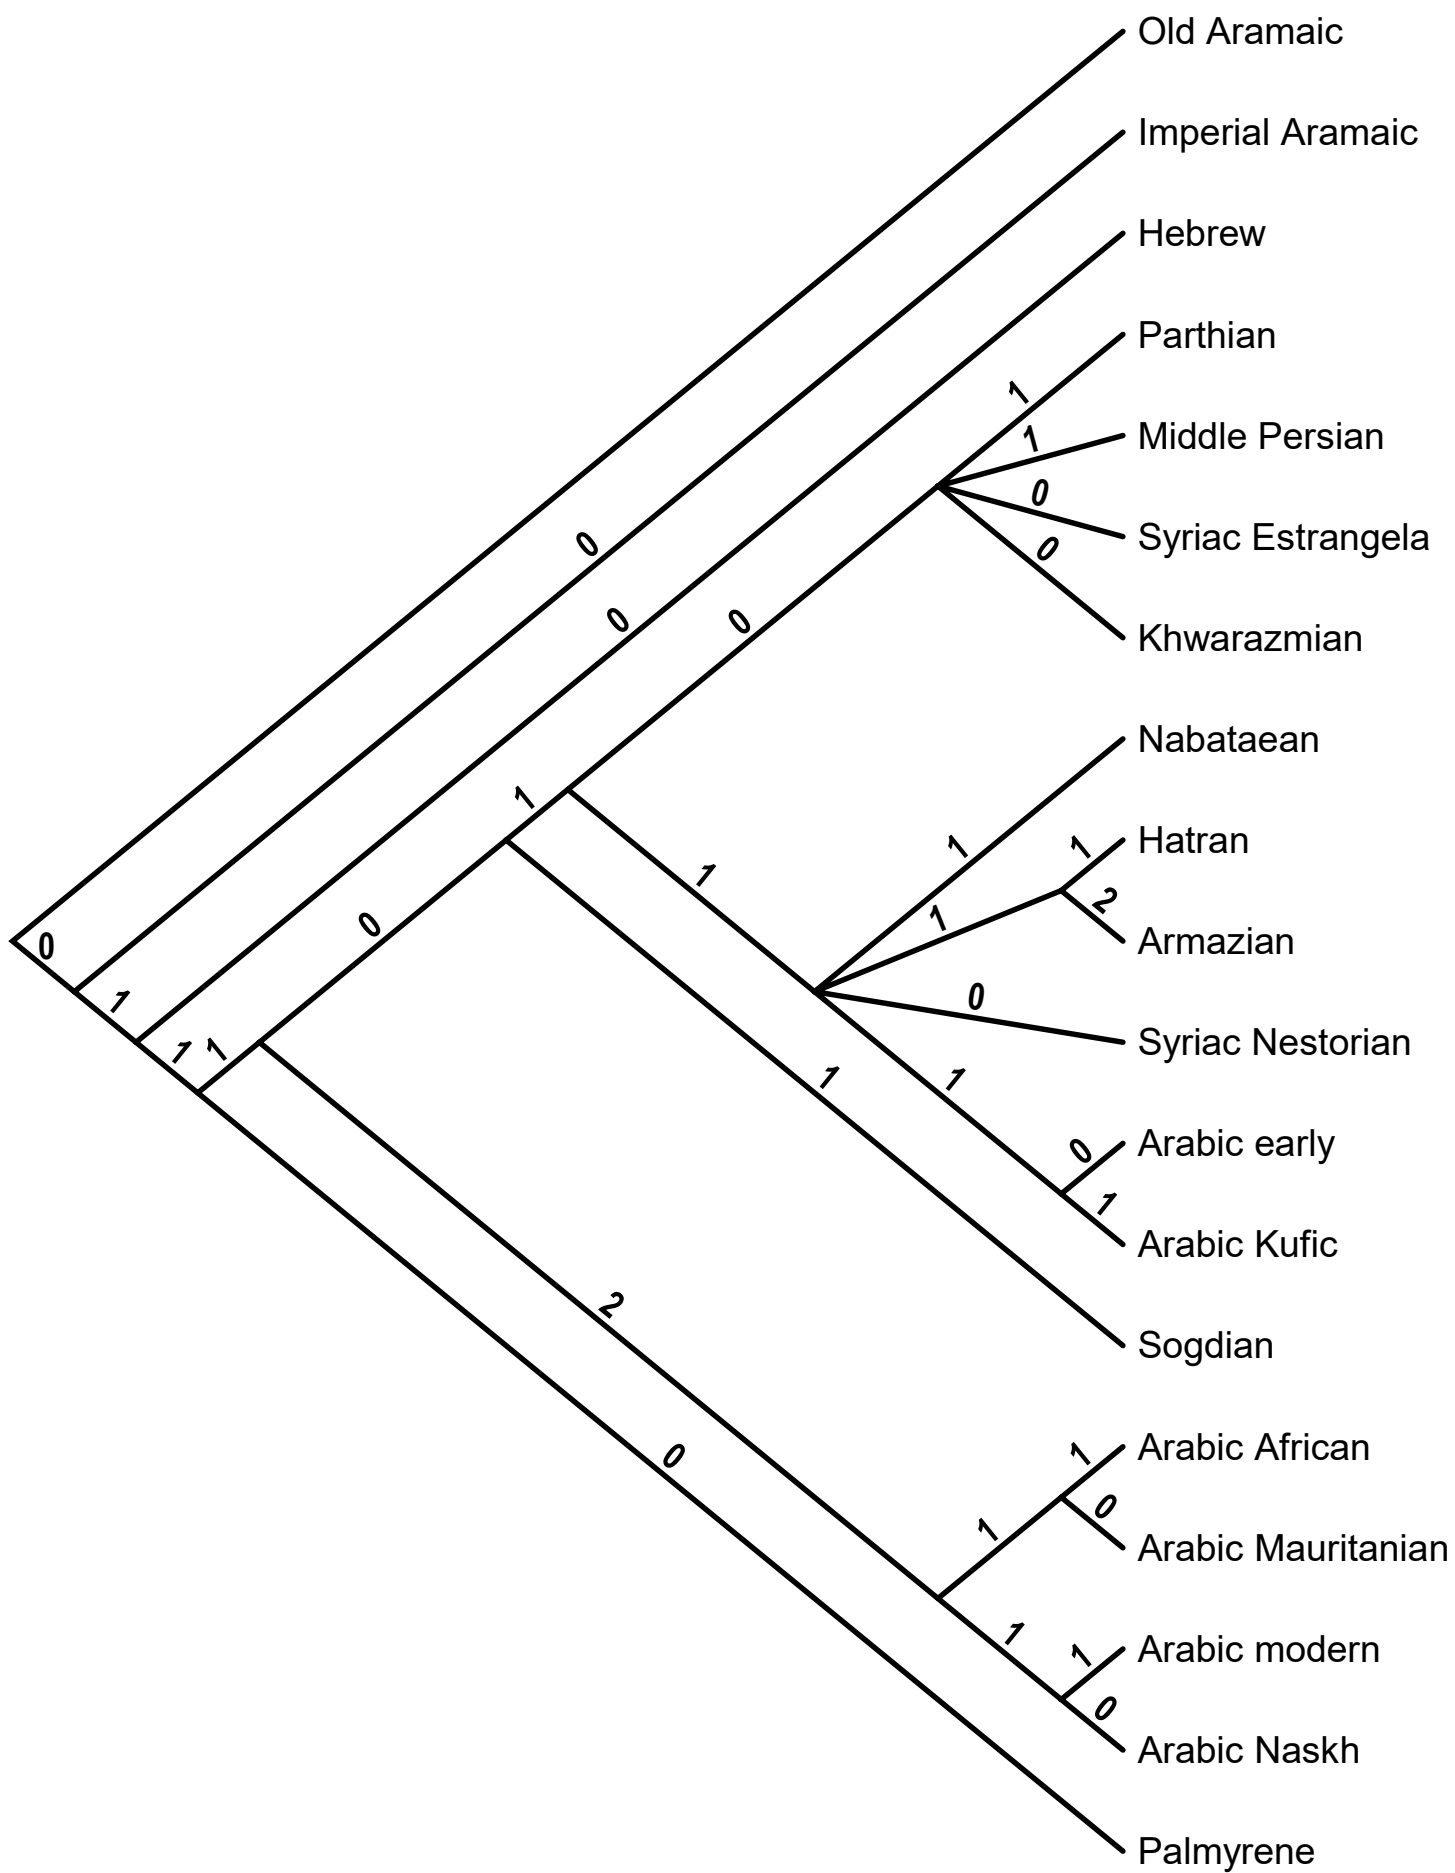 Old Aramaic
Imperial Aramaic
Hebrew
Parthian
1
1
Middle Persian
0
Syriac Estrangela
0
0
0
0
Khwarazmian
Nabataean
1
1
1
Hatran
1
2
1
0
0
Armazian
0
1
Syriac Nestorian
1
1
1
1
0
Arabic early
1
Arabic Kufic
2
Sogdian
0
1
Arabic African
0
1
Arabic Mauritanian
1
1
Arabic modern
0
Arabic Naskh
Palmyrene